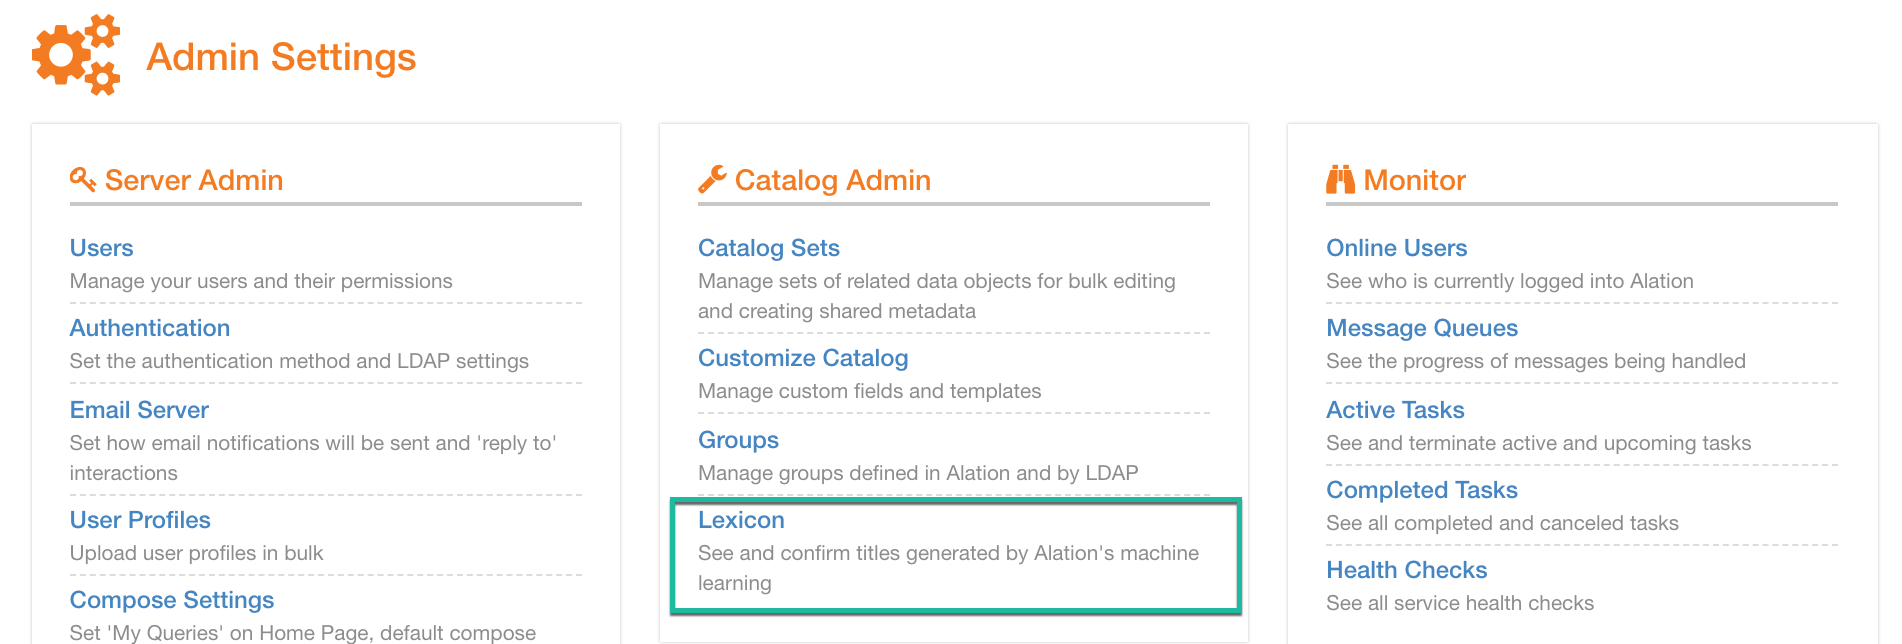 Admin Settings
Server Admin
Users
Manage your users and their permissions
Authentication
Set the authentication method and LDAP settings
Email Server
Set how email notifications will be sent and 'reply to'
interactions
User Profiles
Upload user profiles in bulk
Compose Settings
Set 'My Queries' on Home Page, default compose
Catalog Admin
Catalog Sets
Manage sets of related data objects for bulk editing
and creating shared metadata
Customize Catalog
Manage custom fields and templates
Groups
Manage groups defined in Alation and by LDAP
Lexicon
See and confirm titles generated by Alation's machine
learning
Monitor
Online Users
See who is currently logged into Alation
Message Queues
See the progress of messages being handled
Active Tasks
See and terminate active and upcoming tasks
Completed Tasks
See all completed and canceled tasks
Health Checks
See all service health checks